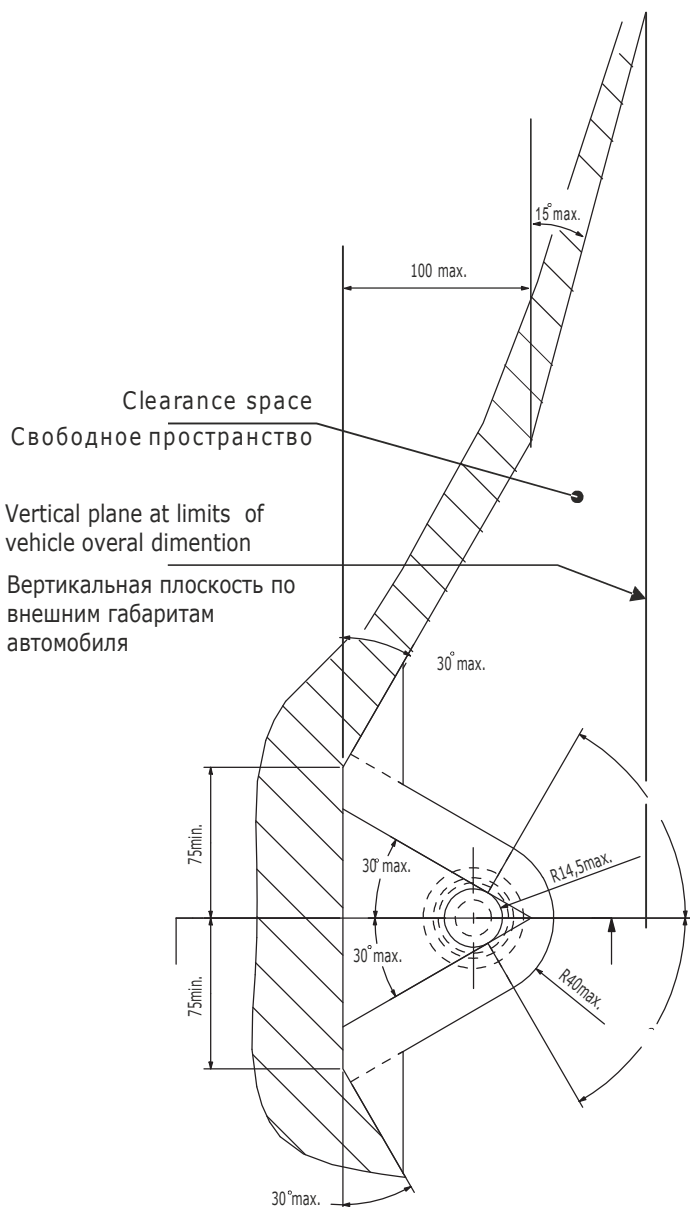 15°max.
100 max.
Clearance space
Свободное пространство
Vertical plane at limits of
vehicle overal dimention
Вертикальная плоскость по
внешним габаритам
автомобиля
30°max.
75min.
30°max.
R14,5max.
30°max.
75min.
R40max.
30°max.